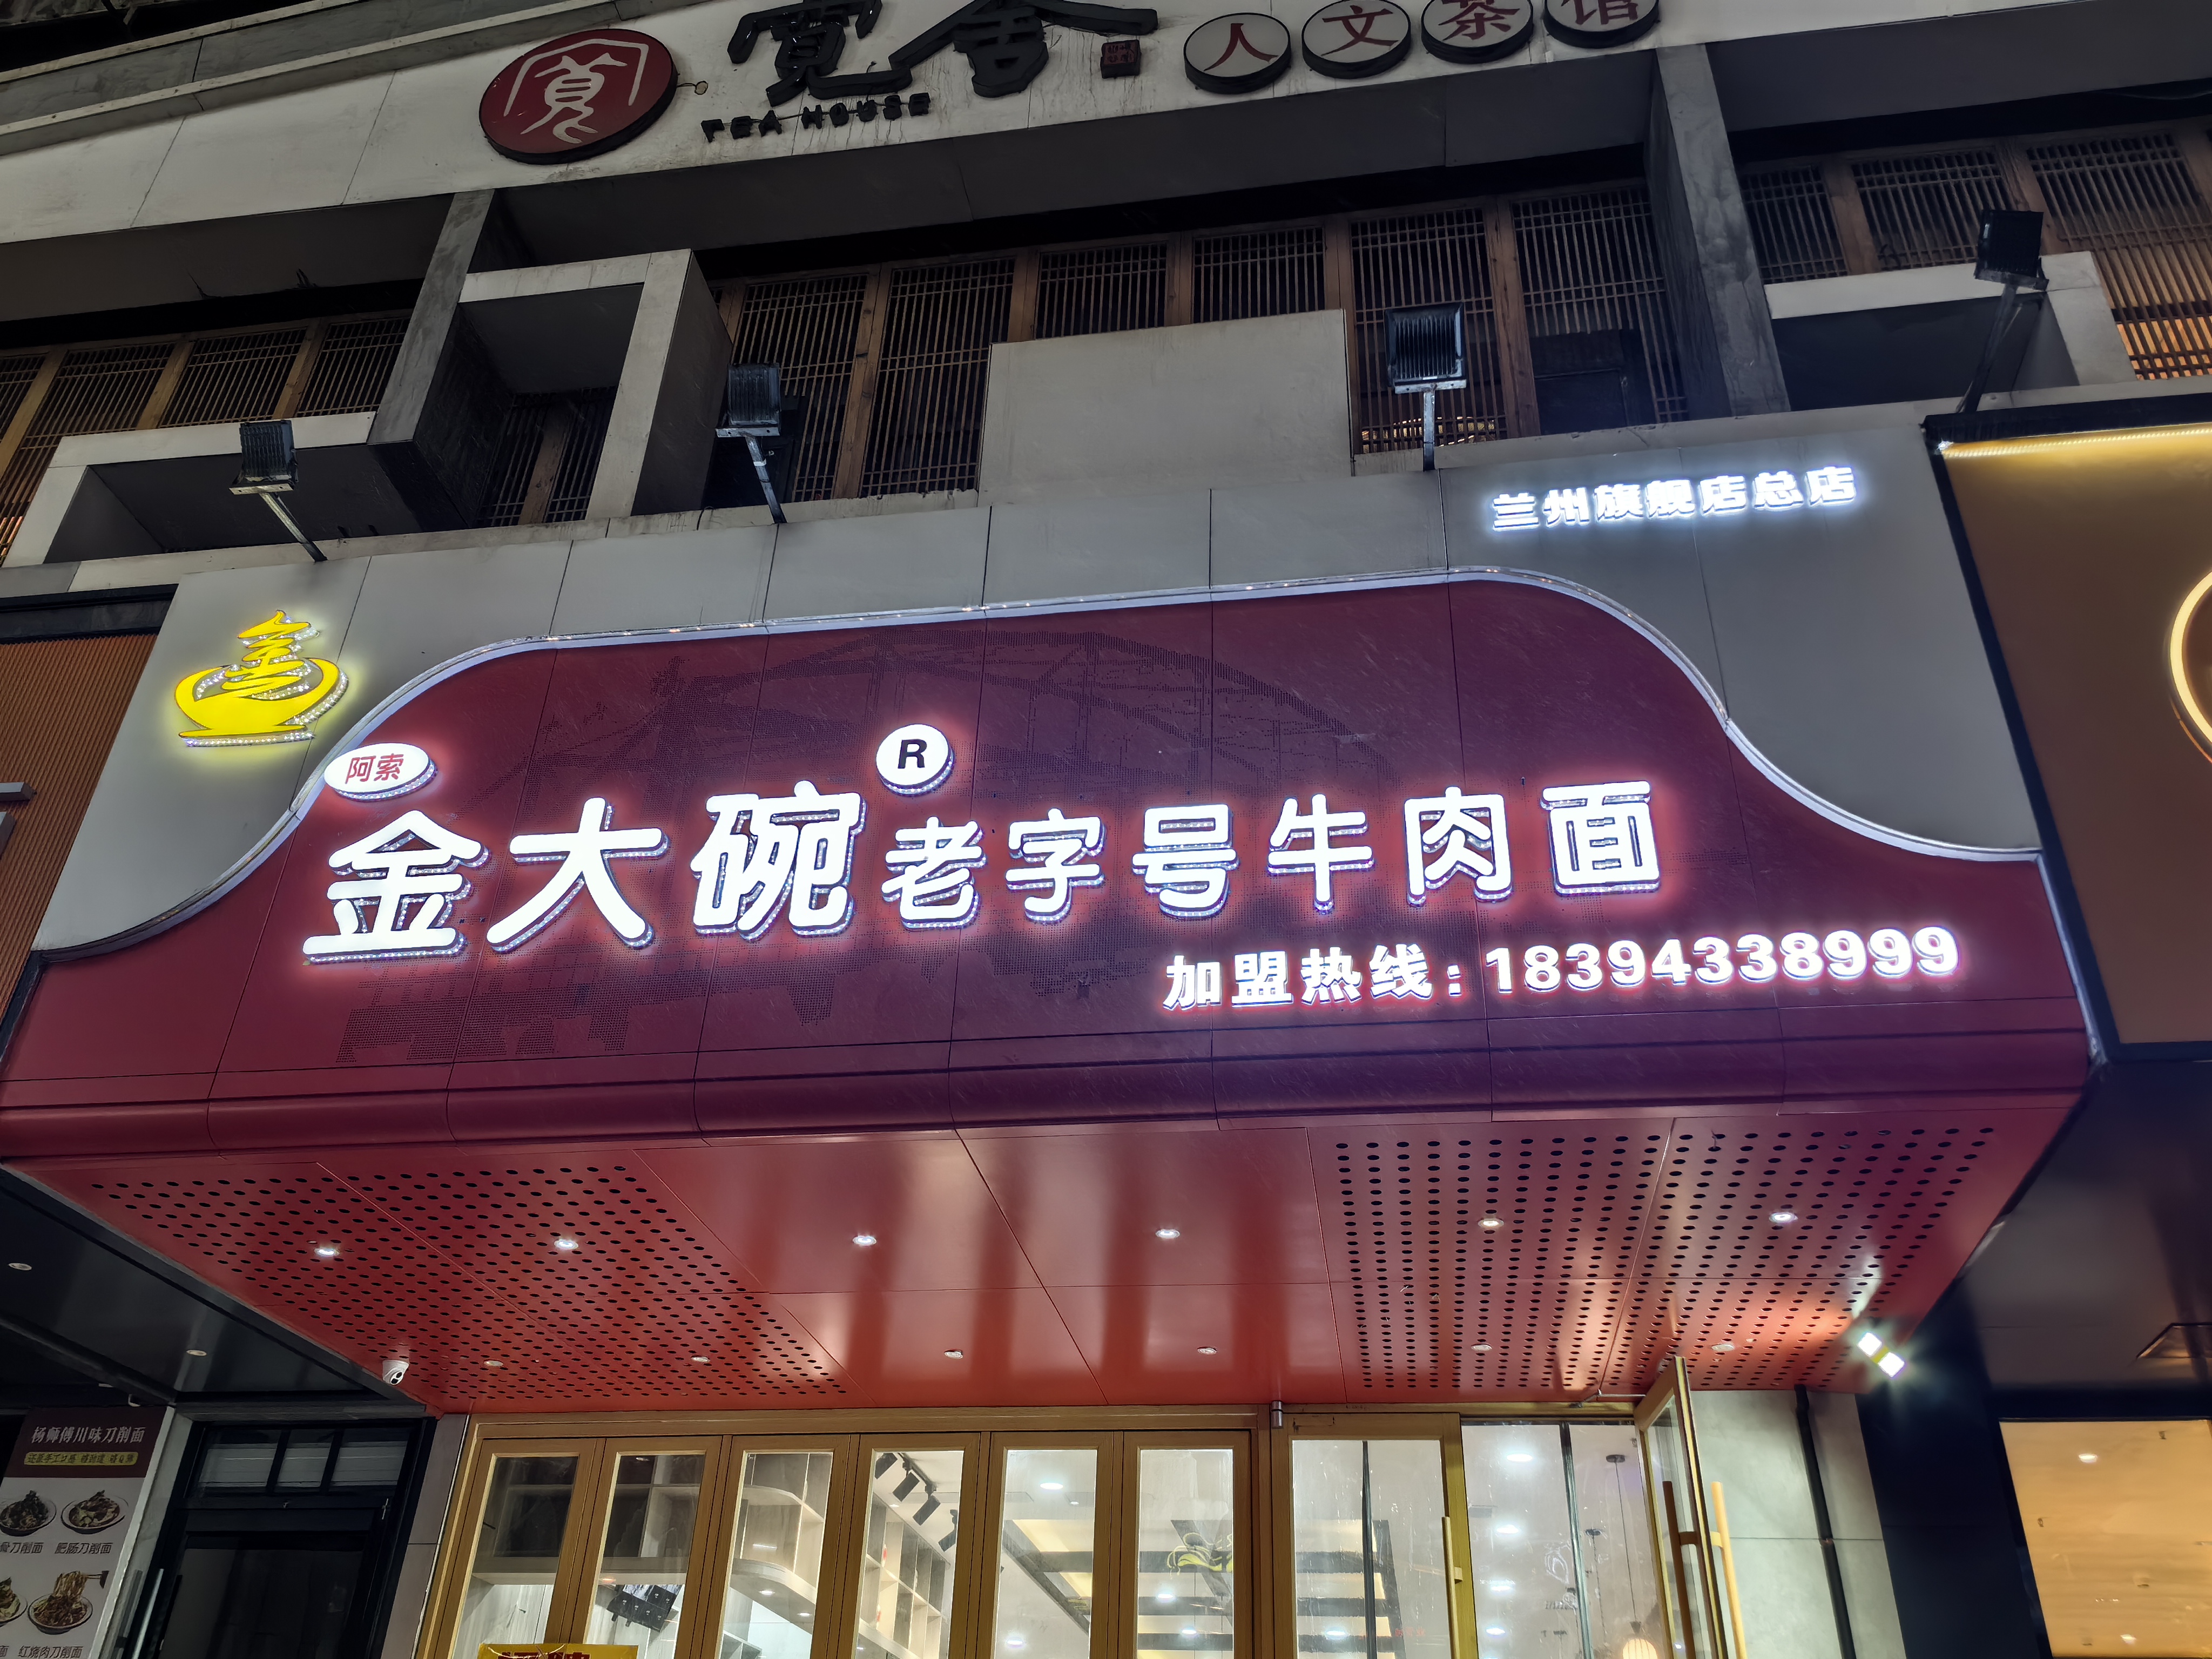 寛舍
人文茶馆
TEA HOUSE
兰州旗舰店总店
阿索
金大碗®老字号牛肉面
加盟热线:18394338999
杨师傅川味刀削面
肥肠刀削面
红烧肉刀削面